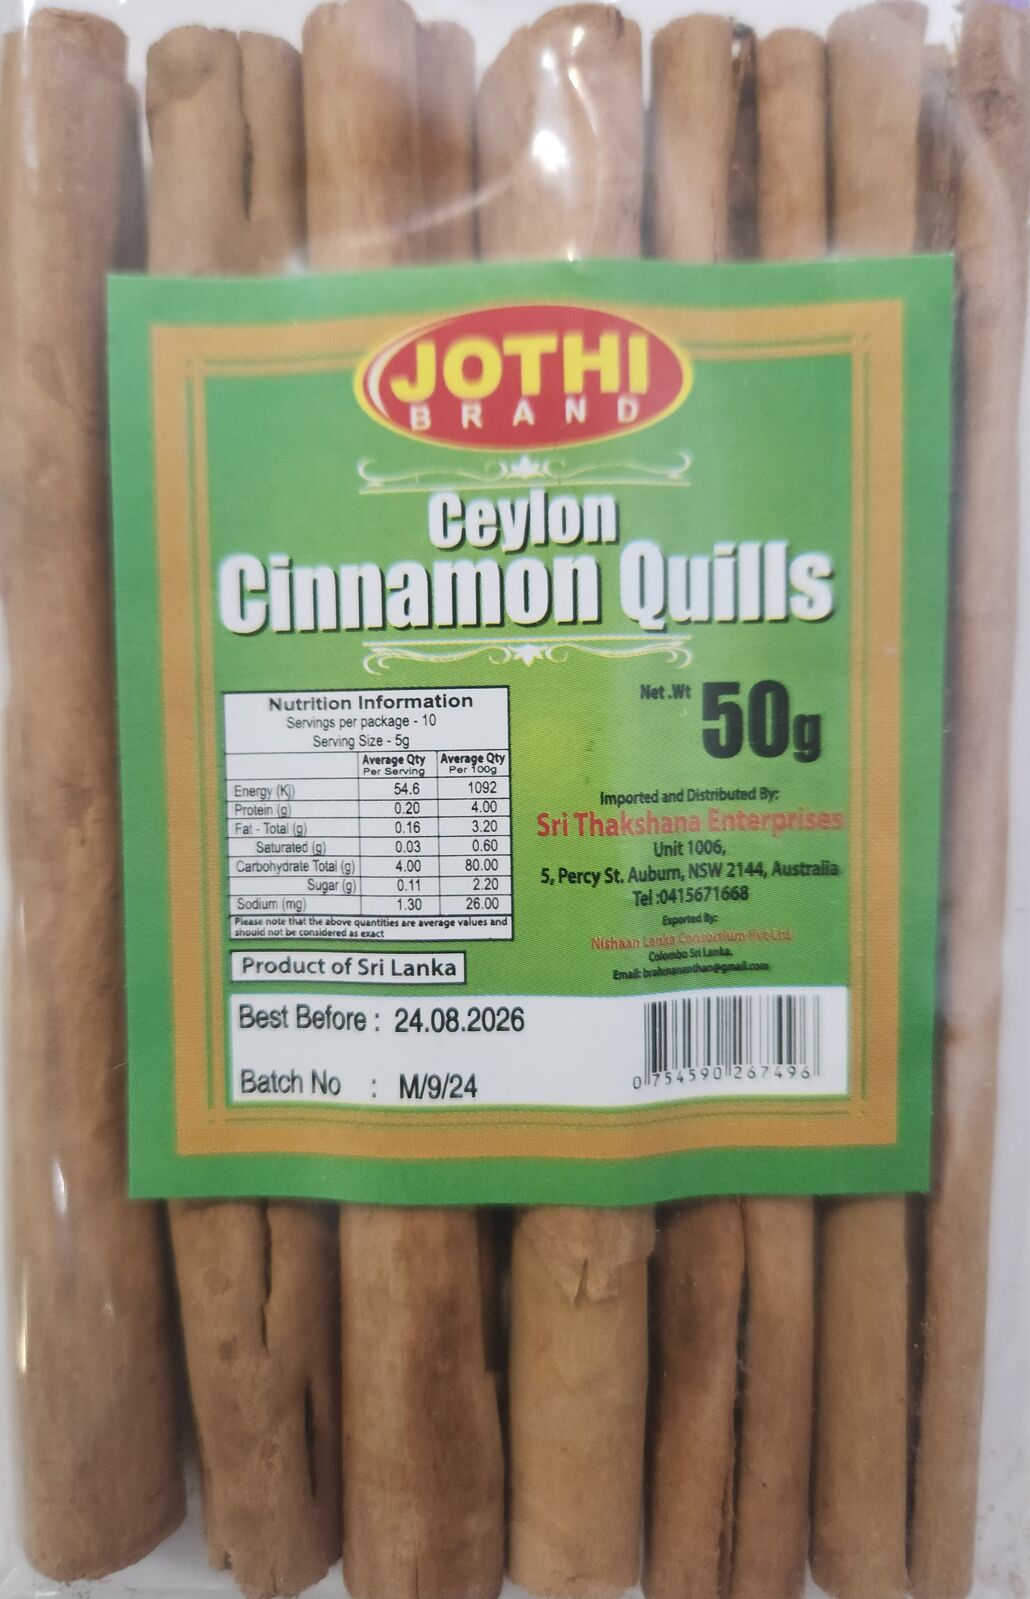 JOTHI
BRAND
Ceylon
Cinnamon Quills
Nutrition Information
Servings per package - 10
Serving Size - 5g
Average Qty Per Serving Average Qty Per 100g
Energy (Kj) 54.6 1092
Protein (g) 0.20 4.00
Fat - Total (g) 0.16 3.20
Saturated (g) 0.03 0.60
Carbohydrate Total (g) 4.00 80.00
Sugar (g) 0.11 2.20
Sodium (mg) 1.30 26.00
Please note that the above quantities are average values and
should not be considered as exact
Product of Sri Lanka
Net .Wt 50g
Imported and Distributed By:
Sri Thakshana Enterprises
Unit 1006,
5, Percy St. Auburn, NSW 2144, Australia
Tel :0415671668
Exported By:
Nishaan Lanka Consortium Pvt Ltd.
Colombo Sri Lanka.
Email: brahmananthan@gmail.com
Best Before : 24.08.2026
Batch No : M/9/24
0 754590 267496